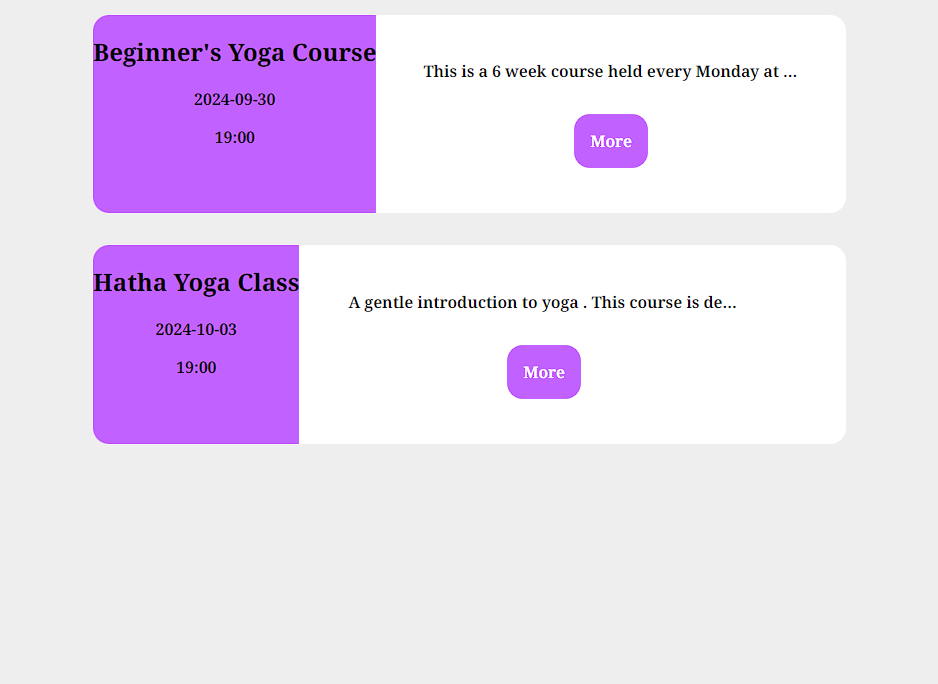 Beginner's Yoga Course
2024-09-30
19:00
This is a 6 week course held every Monday at ...
More
Hatha Yoga Class
2024-10-03
19:00
A gentle introduction to yoga . This course is de...
More